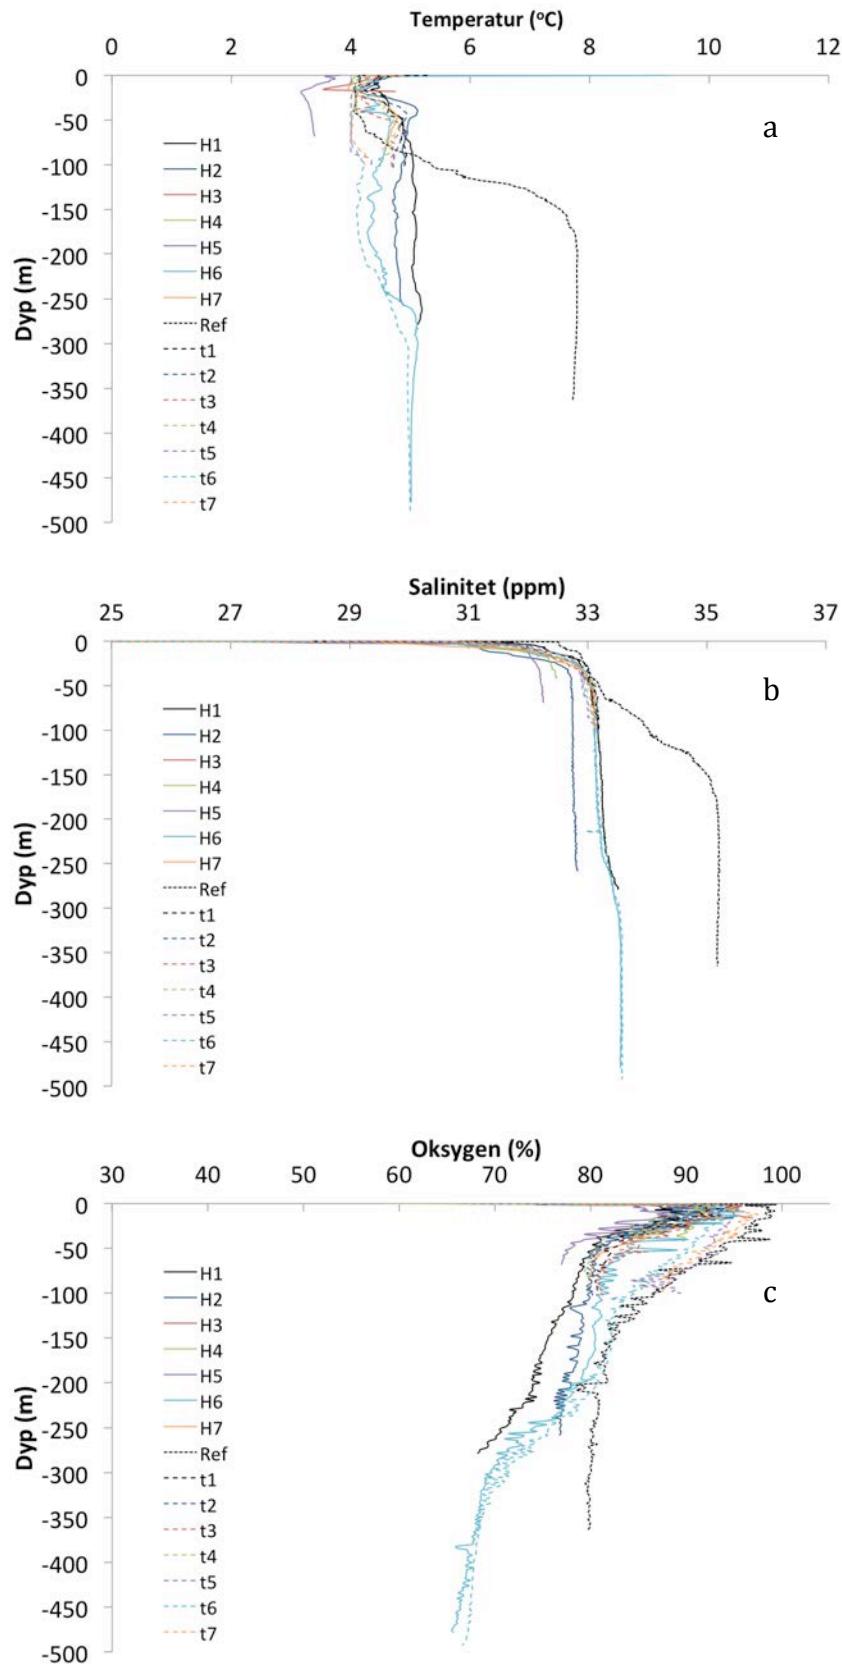 Temperatur (ºC)
0 2 4 6 8 10 12
0
-50
-100
-150
-200
-250
-300
-350
-400
-450
-500
Dyp (m)
a
H1
H2
H3
H4
H5
H6
H7
Ref
t1
t2
t3
t4
t5
t6
t7
Salinitet (ppm)
25 27 29 31 33 35 37
0
-50
-100
-150
-200
-250
-300
-350
-400
-450
-500
Dyp (m)
b
H1
H2
H3
H4
H5
H6
H7
Ref
t1
t2
t3
t4
t5
t6
t7
Oksygen (%)
30 40 50 60 70 80 90 100
0
-50
-100
-150
-200
-250
-300
-350
-400
-450
-500
Dyp (m)
c
H1
H2
H3
H4
H5
H6
H7
Ref
t1
t2
t3
t4
t5
t6
t7